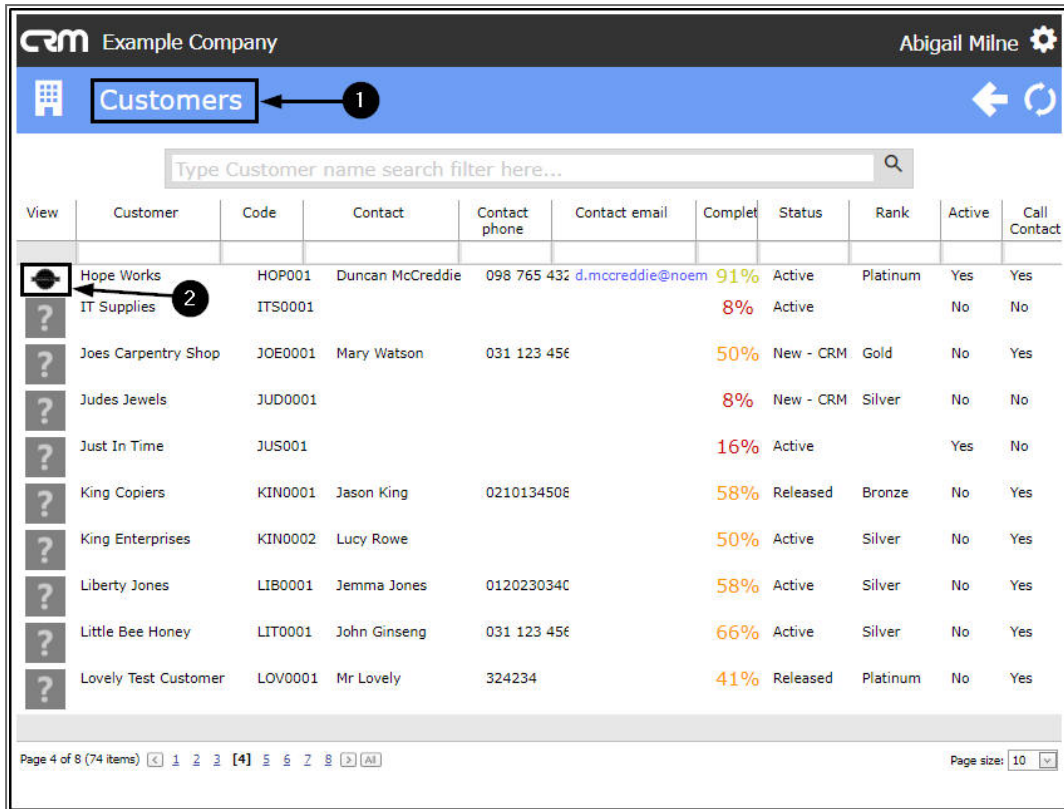 CRM Example Company Abigail Milne
Customers 1
Type Customer name search filter here...
View Customer Code Contact Contact phone Contact email Complet Status Rank Active Call Contact
Hope Works HOP001 Duncan McCreddie 098 765 432 d.mccreddie@noem 91% Active Platinum Yes Yes
2
? IT Supplies ITS0001 8% Active No No
? Joes Carpentry Shop JOE0001 Mary Watson 031 123 456 50% New - CRM Gold No Yes
? Judes Jewels JUD0001 8% New - CRM Silver No No
? Just In Time JUS001 16% Active Yes No
? King Copiers KIN0001 Jason King 0210134508 58% Released Bronze No Yes
? King Enterprises KIN0002 Lucy Rowe 50% Active Silver No Yes
? Liberty Jones LIB0001 Jemma Jones 0120230340 58% Active Silver No Yes
? Little Bee Honey LIT0001 John Ginseng 031 123 456 66% Active Silver No Yes
? Lovely Test Customer LOV0001 Mr Lovely 324234 41% Released Platinum No Yes
Page 4 of 8 (74 items) < 1 2 3 [4] 5 6 7 8 > All Page size: 10